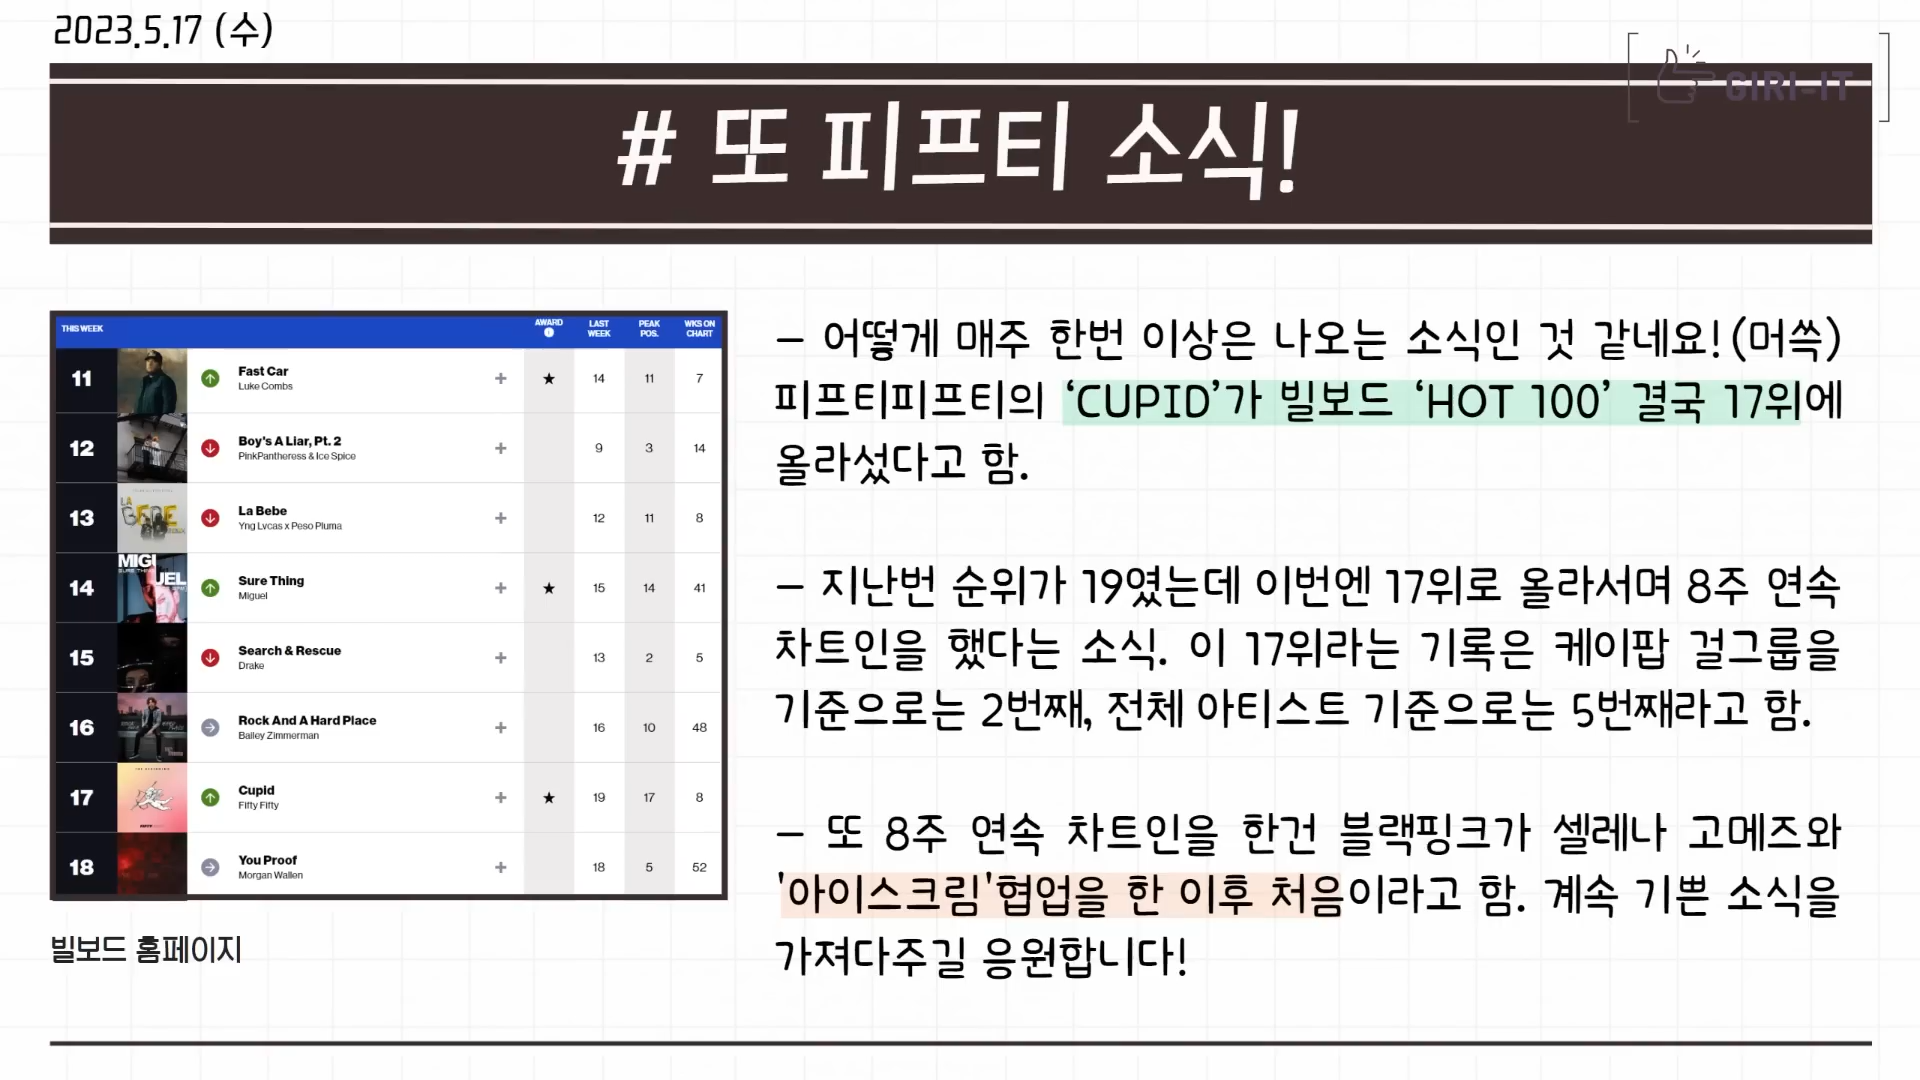 2023.5.17 (수)
GIRI-IT
# 또 피프티 소식!
THIS WEEK AWARD LAST WEEK PEAK POS. WKS ON CHART
11 Fast Car ★ 14 11 7
Luke Combs
12 Boy's A Liar, Pt. 2 9 3 14
PinkPantheress & Ice Spice
13 La Bebe 12 11 8
Yng Lvcas x Peso Pluma
14 Sure Thing ★ 15 14 41
Miguel
15 Search & Rescue 13 2 5
Drake
16 Rock And A Hard Place 16 10 48
Bailey Zimmerman
17 Cupid ★ 19 17 8
Fifty Fifty
18 You Proof 18 5 52
Morgan Wallen
빌보드 홈페이지
– 어떻게 매주 한번 이상은 나오는 소식인 것 같네요! (머쓱)
피프티피프티의 ‘CUPID’가 빌보드 ‘HOT 100’ 결국 17위에
올라섰다고 함.
– 지난번 순위가 19였는데 이번엔 17위로 올라서며 8주 연속
차트인을 했다는 소식. 이 17위라는 기록은 케이팝 걸그룹을
기준으로는 2번째, 전체 아티스트 기준으로는 5번째라고 함.
– 또 8주 연속 차트인을 한건 블랙핑크가 셀레나 고메즈와
'아이스크림'협업을 한 이후 처음이라고 함. 계속 기쁜 소식을
가져다주길 응원합니다!